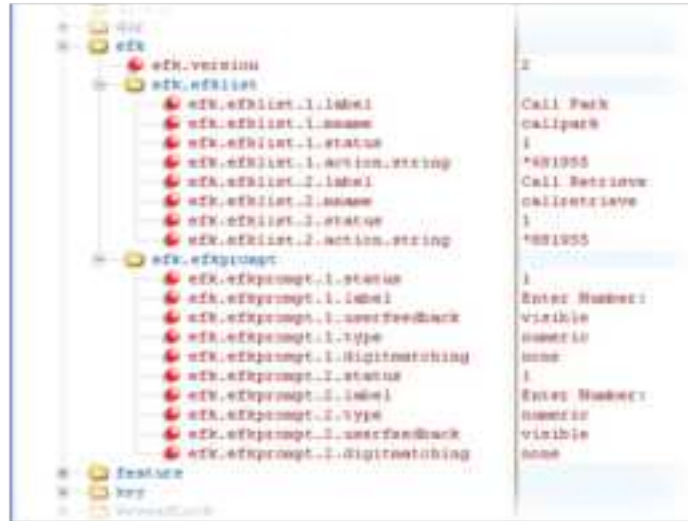 efk
efk.version 2
efk.efklist
efk.efklist.1.label Call Park
efk.efklist.1.mname callpark
efk.efklist.1.status 1
efk.efklist.1.action.string
efk.efklist.2.label Call Retrieve
efk.efklist.2.mname callretrieve
efk.efklist.2.status 1
efk.efklist.2.action.string
efk.efkprompt
efk.efkprompt.1.status 1
efk.efkprompt.1.label Enter Number:
efk.efkprompt.1.userfeedback visible
efk.efkprompt.1.type numeric
efk.efkprompt.1.digitmatching none
efk.efkprompt.2.status 1
efk.efkprompt.2.label Enter Number:
efk.efkprompt.2.type numeric
efk.efkprompt.2.userfeedback visible
efk.efkprompt.2.digitmatching none
feature
key